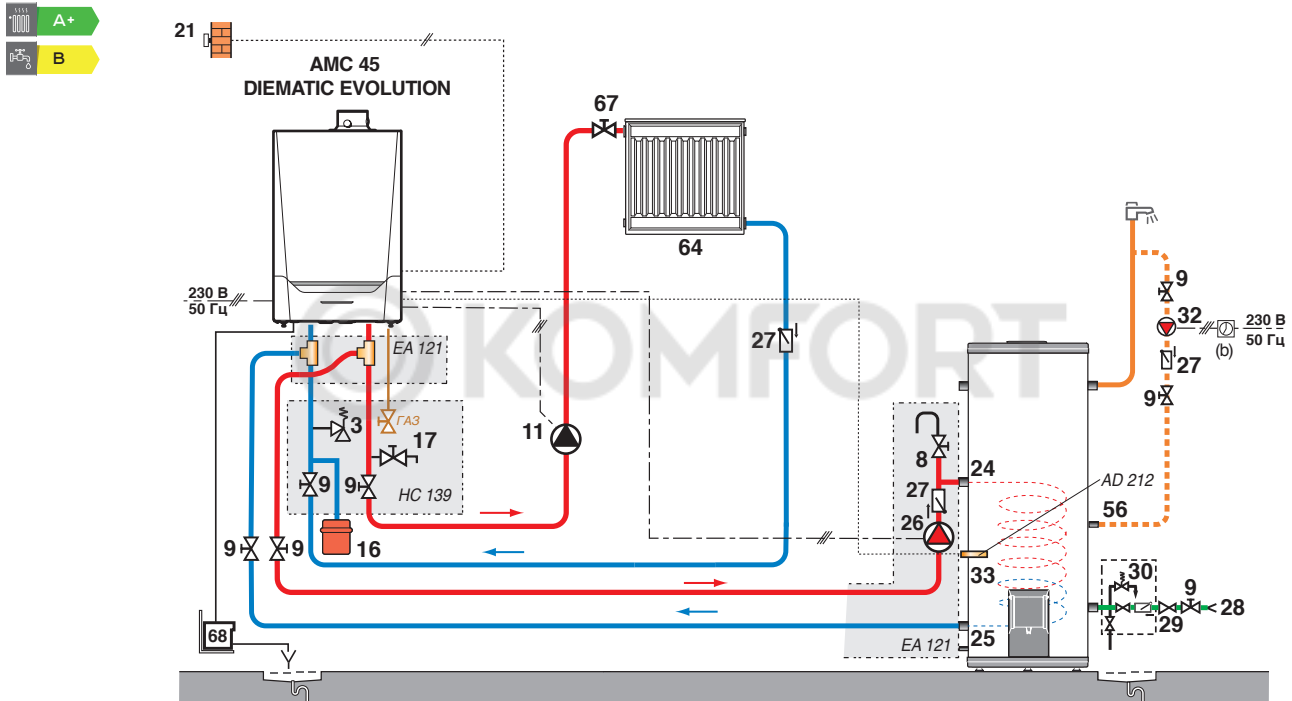 A+
B
21
AMC 45
DIEMATIC EVOLUTION
67
64
230 В
50 Гц
EA 121
27
9
32
230 В
50 Гц
(b)
27
9
KOMFORT
3
ГАЗ
17
11
9
9
HC 139
16
8
24
27
26
AD 212
56
9
9
33
30
9
28
29
68
25
EA 121